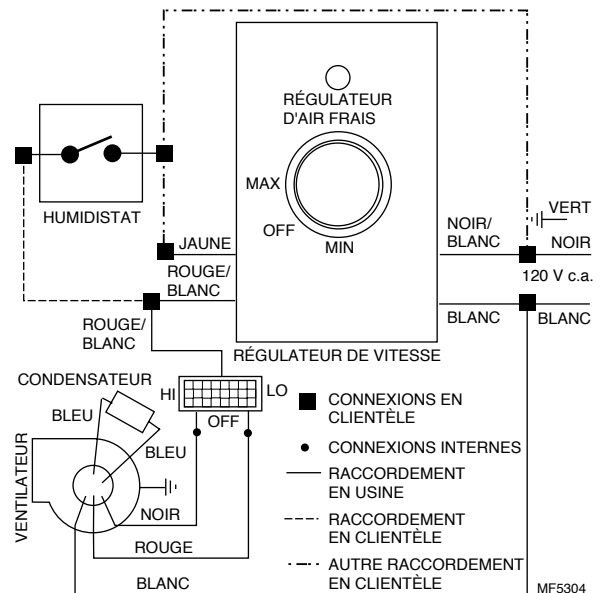 RÉGULATEUR
D'AIR FRAIS
MAX
OFF
MIN
HUMIDISTAT
VERT
NOIR/
BLANC
NOIR
JAUNE
120 V c.a.
ROUGE/
BLANC
BLANC
BLANC
ROUGE/
BLANC
RÉGULATEUR DE VITESSE
CONDENSATEUR
HI
LO
OFF
BLEU
BLEU
VENTILATEUR
NOIR
ROUGE
BLANC
CONNEXIONS EN
CLIENTÈLE
CONNEXIONS INTERNES
RACCORDEMENT
EN USINE
RACCORDEMENT
EN CLIENTÈLE
AUTRE RACCORDEMENT
EN CLIENTÈLE
MF5304